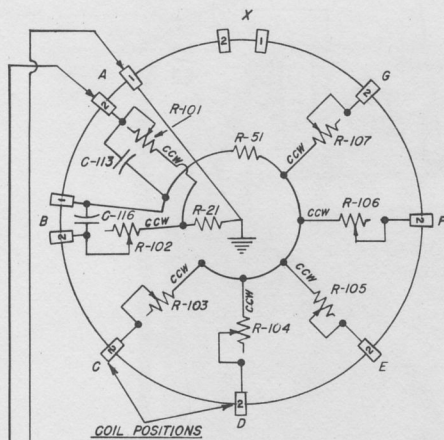 X
2 1
A
1
2
G
2
R-101
R-51
R-107
CCW
C-113
CCW
1
B
C-116
CCW
R-21
CCW
R-106
F
2
2
R-102
CCW
R-103
CCW
CCW
R-105
R-104
2
C
2
E
2
D
COIL POSITIONS